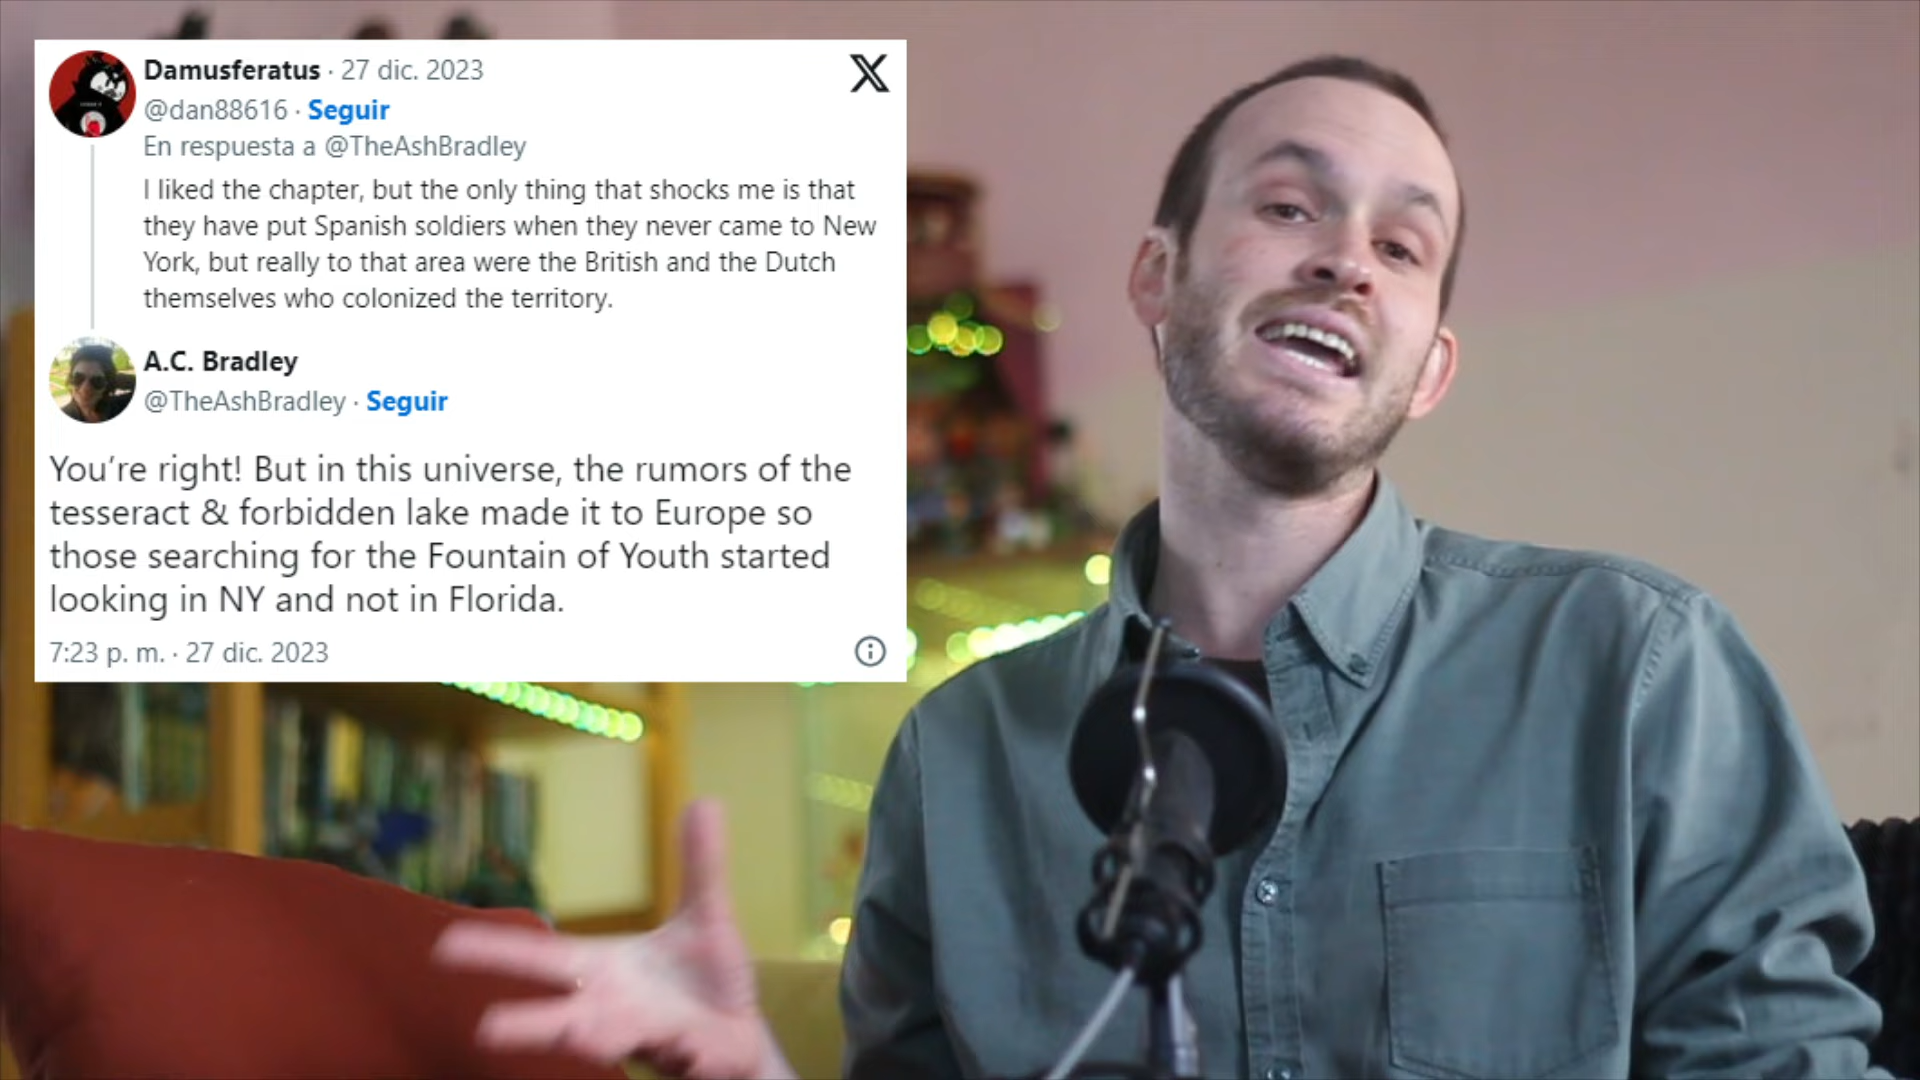 Damusferatus · 27 dic. 2023
@dan88616 · Seguir
En respuesta a @TheAshBradley
I liked the chapter, but the only thing that shocks me is that
they have put Spanish soldiers when they never came to New
York, but really to that area were the British and the Dutch
themselves who colonized the territory.
A.C. Bradley
@TheAshBradley · Seguir
You’re right! But in this universe, the rumors of the
tesseract & forbidden lake made it to Europe so
those searching for the Fountain of Youth started
looking in NY and not in Florida.
7:23 p. m. · 27 dic. 2023